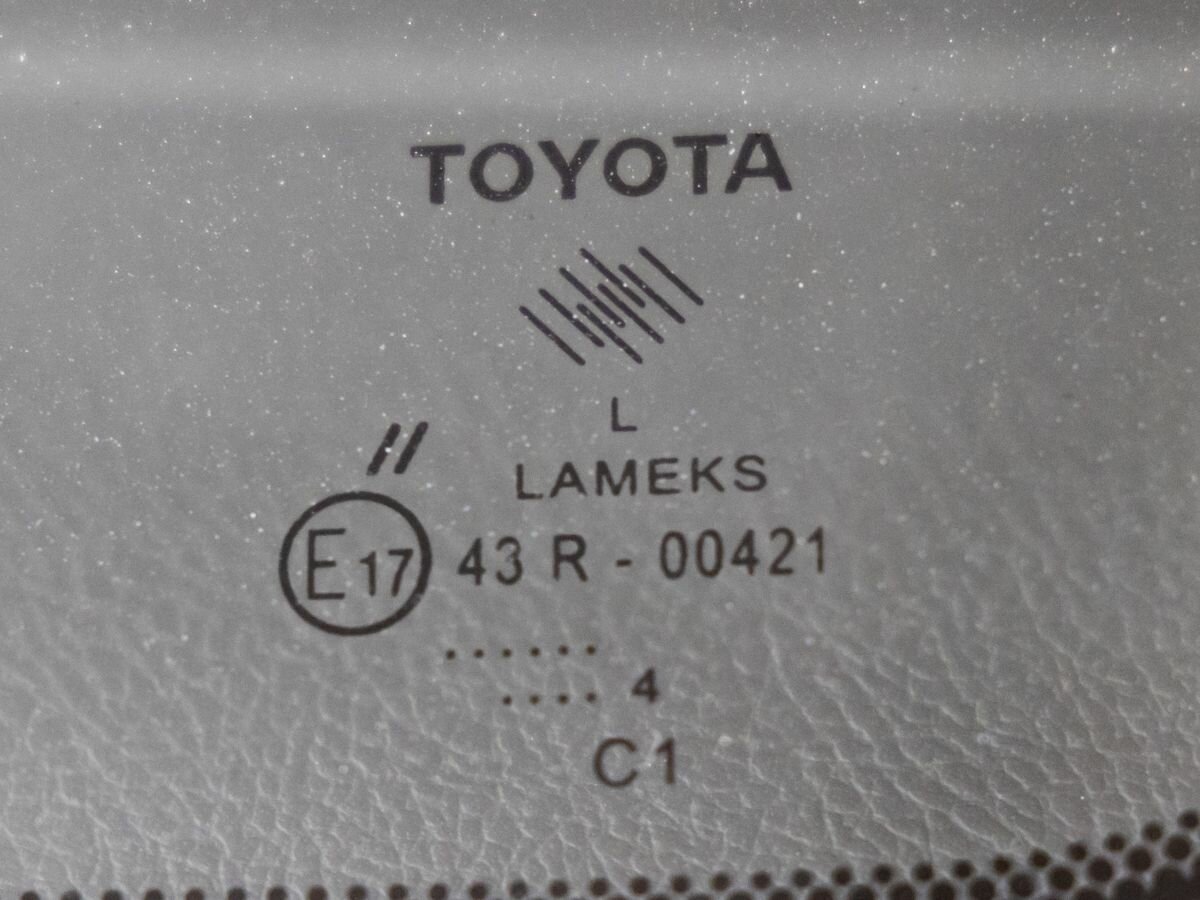 TOYOTA
L
LAMEKS
//
E17 43 R - 00421
......
.... 4
C1